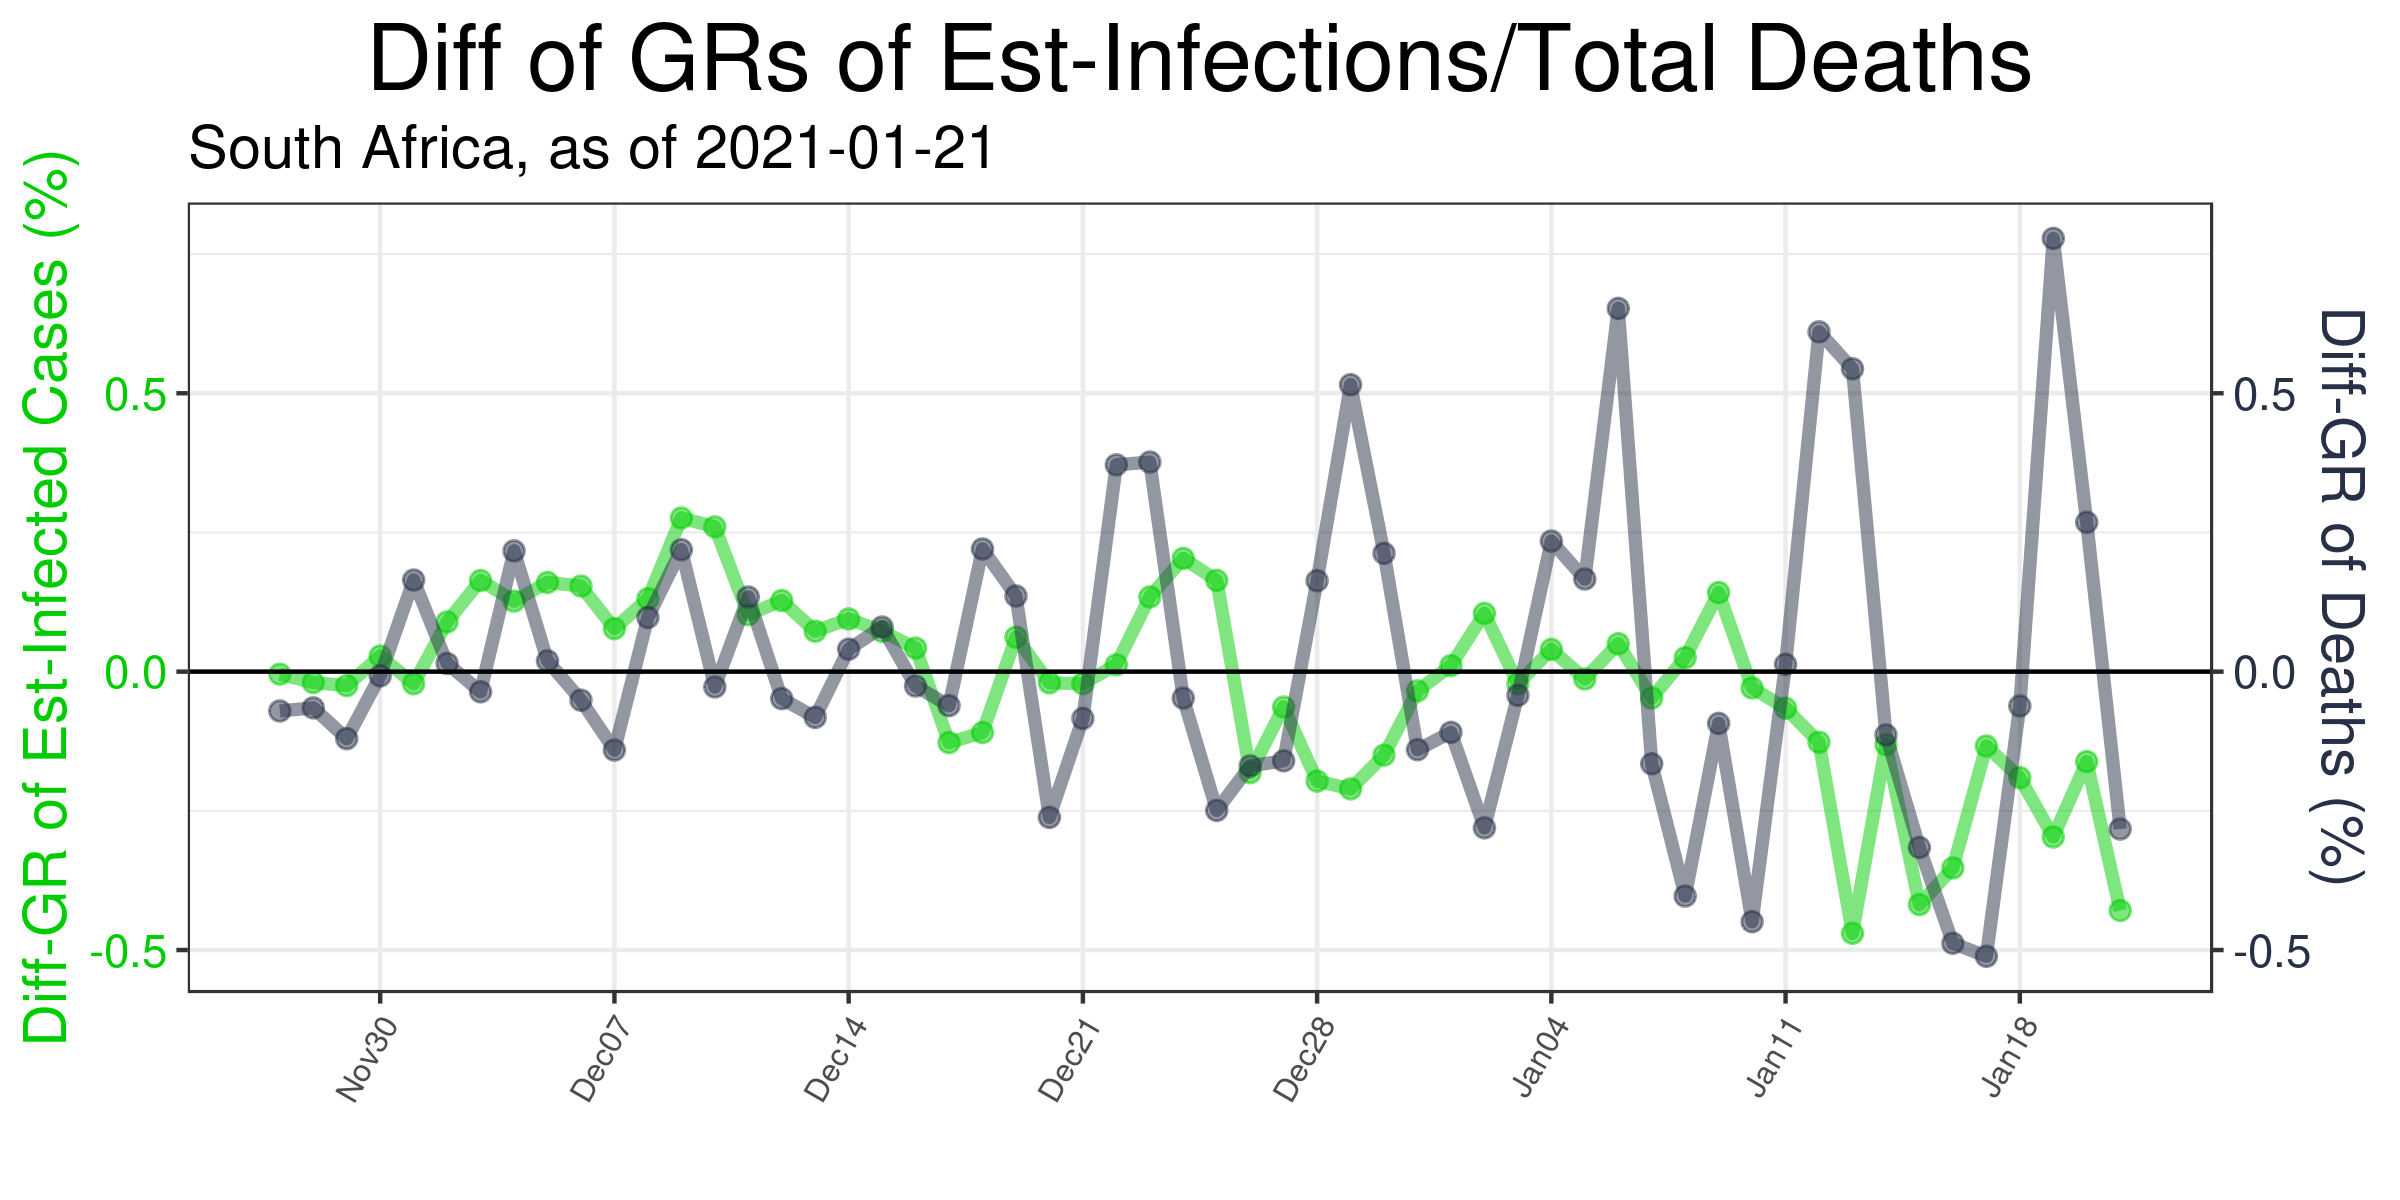 Diff of GRs of Est-Infections/Total Deaths
South Africa, as of 2021-01-21
Diff-GR of Est-Infected Cases (%)
0.5
0.0
-0.5
0.5
0.0
-0.5
Diff-GR of Deaths (%)
Nov30
Dec07
Dec14
Dec21
Dec28
Jan04
Jan11
Jan18